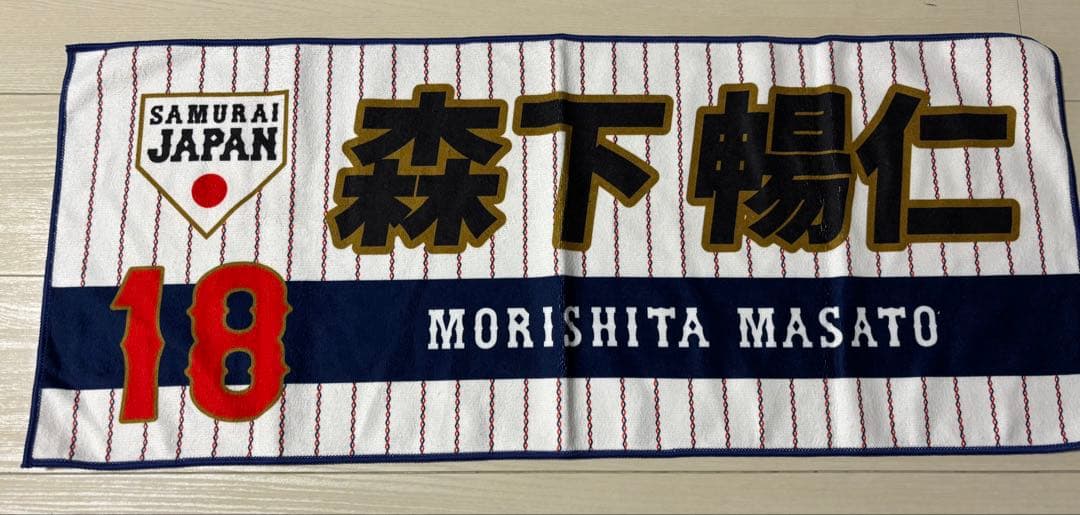 SAMURAI
JAPAN
森下 暢仁
18
MORISHITA MASATO